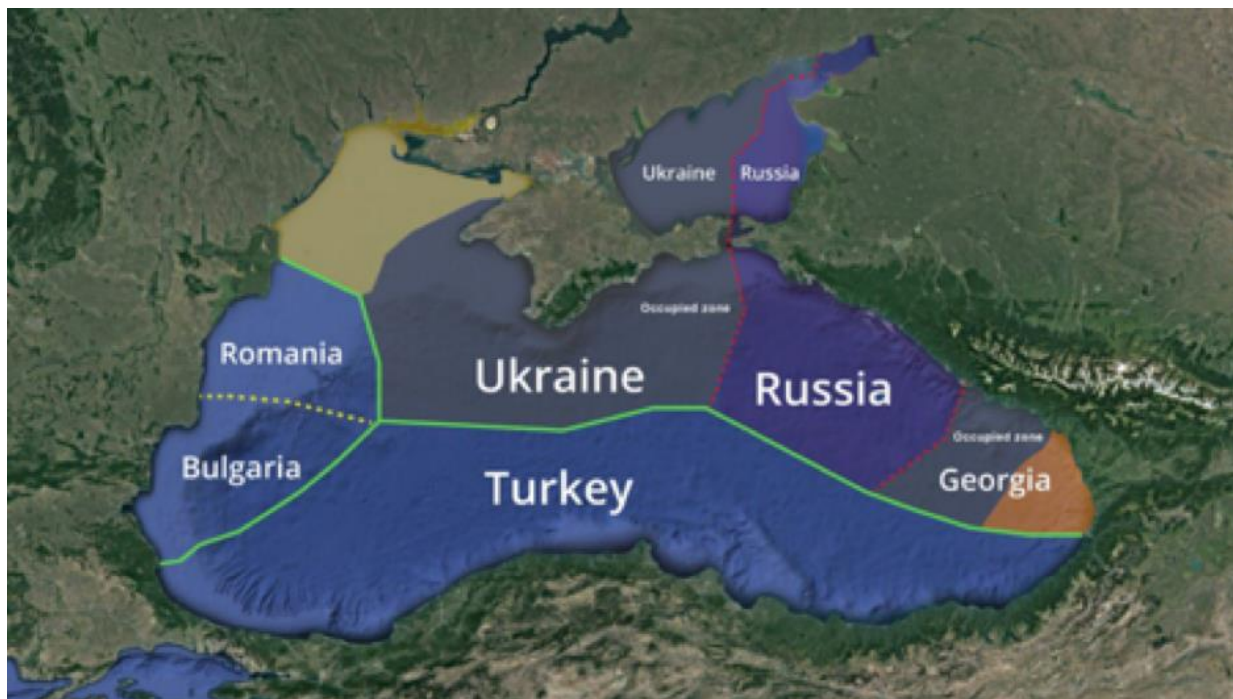 Ukraine
Russia
Occupied zone
Romania
Ukraine
Russia
Occupied zone
Bulgaria
Georgia
Turkey